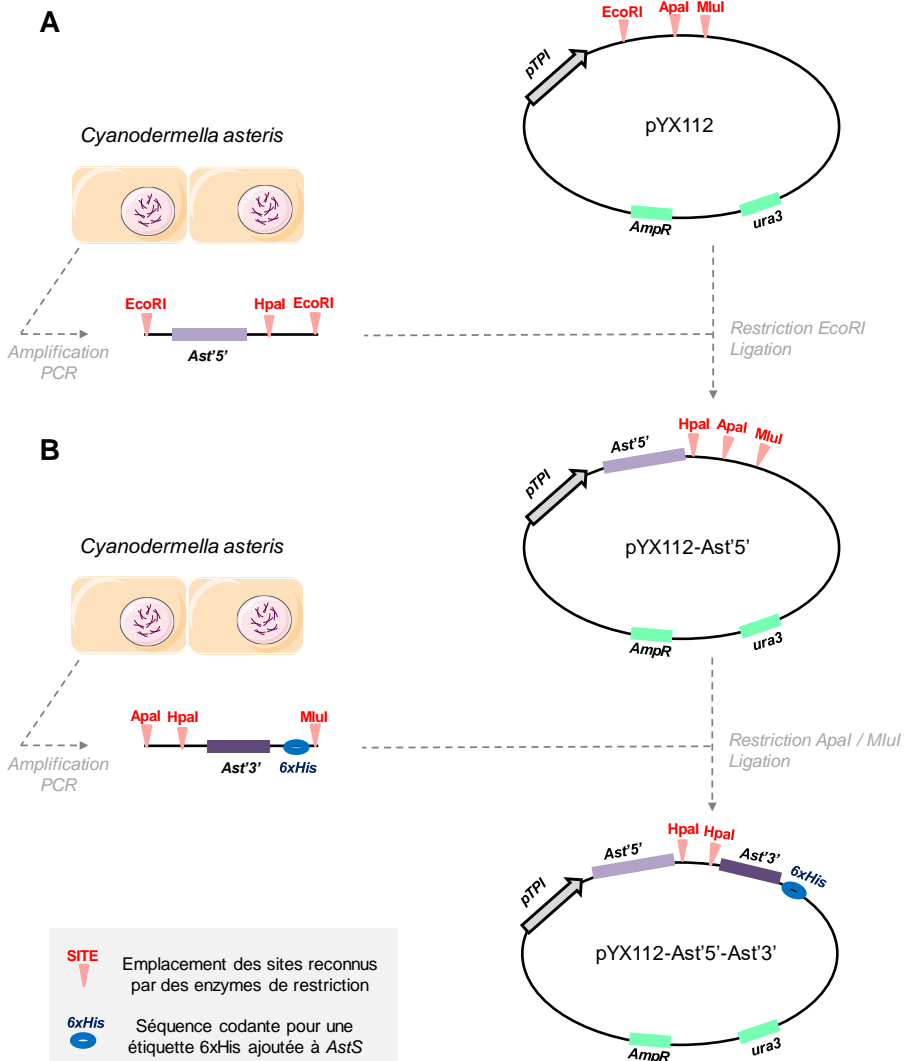 A
EcoRI
ApaI
MluI
pTPI
pYX112
AmpR
ura3
Cyanodermella asteris
EcoRI
HpaI
EcoRI
Ast’5’
Amplification
PCR
Restriction EcoRI
Ligation
B
HpaI
ApaI
MluI
Ast’5’
pTPI
pYX112-Ast’5’
AmpR
ura3
Cyanodermella asteris
ApaI
HpaI
MluI
Ast’3’
6xHis
Amplification
PCR
Restriction ApaI / MluI
Ligation
HpaI
HpaI
Ast’5’
Ast’3’
6xHis
pTPI
pYX112-Ast’5’-Ast’3’
AmpR
ura3
SITE
Emplacement des sites reconnus
par des enzymes de restriction
6xHis
Séquence codante pour une
étiquette 6xHis ajoutée à AstS